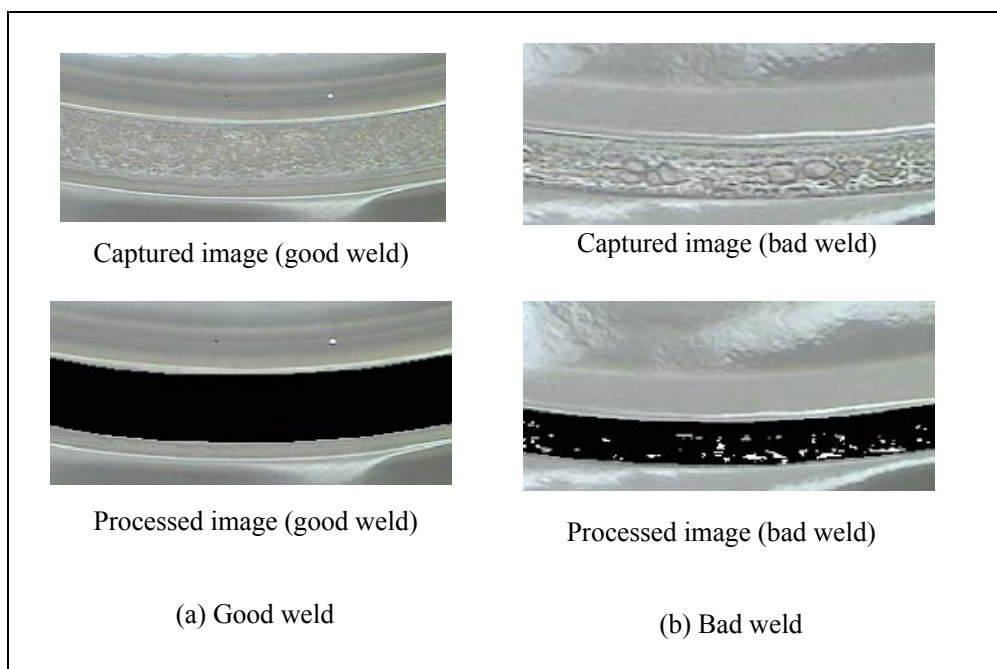 Captured image (good weld)
Captured image (bad weld)
Processed image (good weld)
Processed image (bad weld)
(a) Good weld
(b) Bad weld